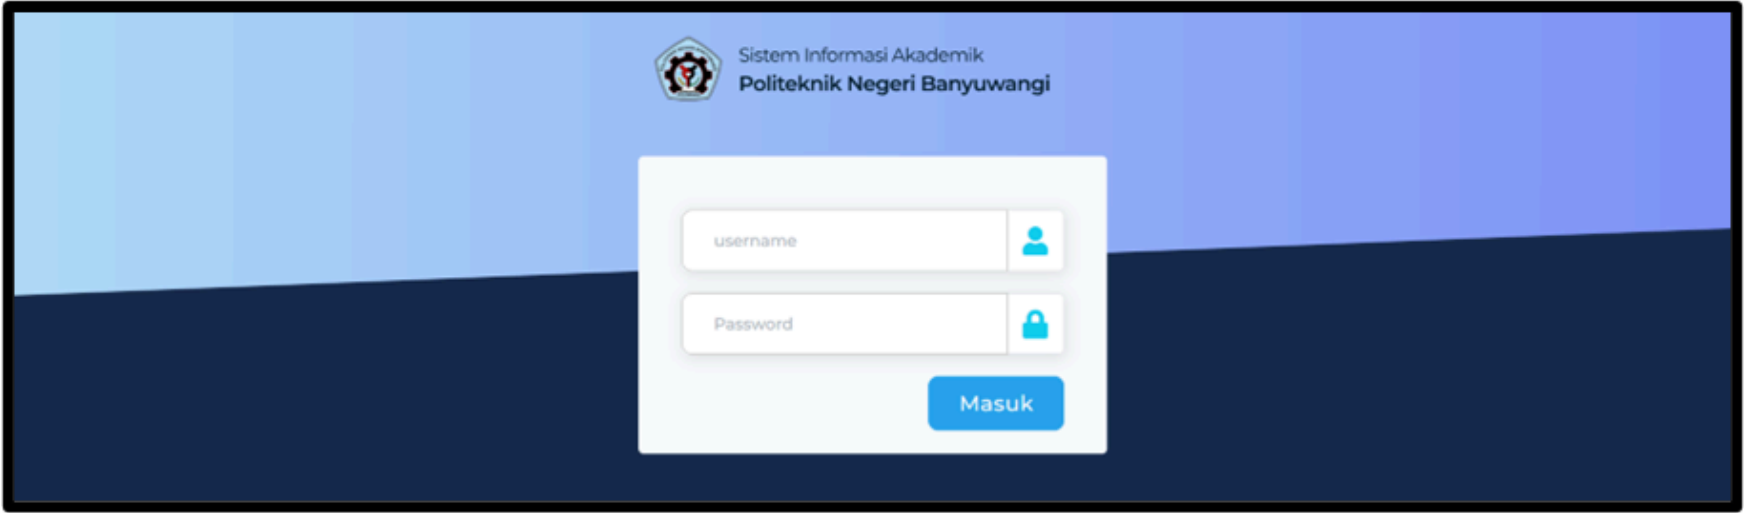 Sistem Informasi Akademik
Politeknik Negeri Banyuwangi
username
Password
Masuk